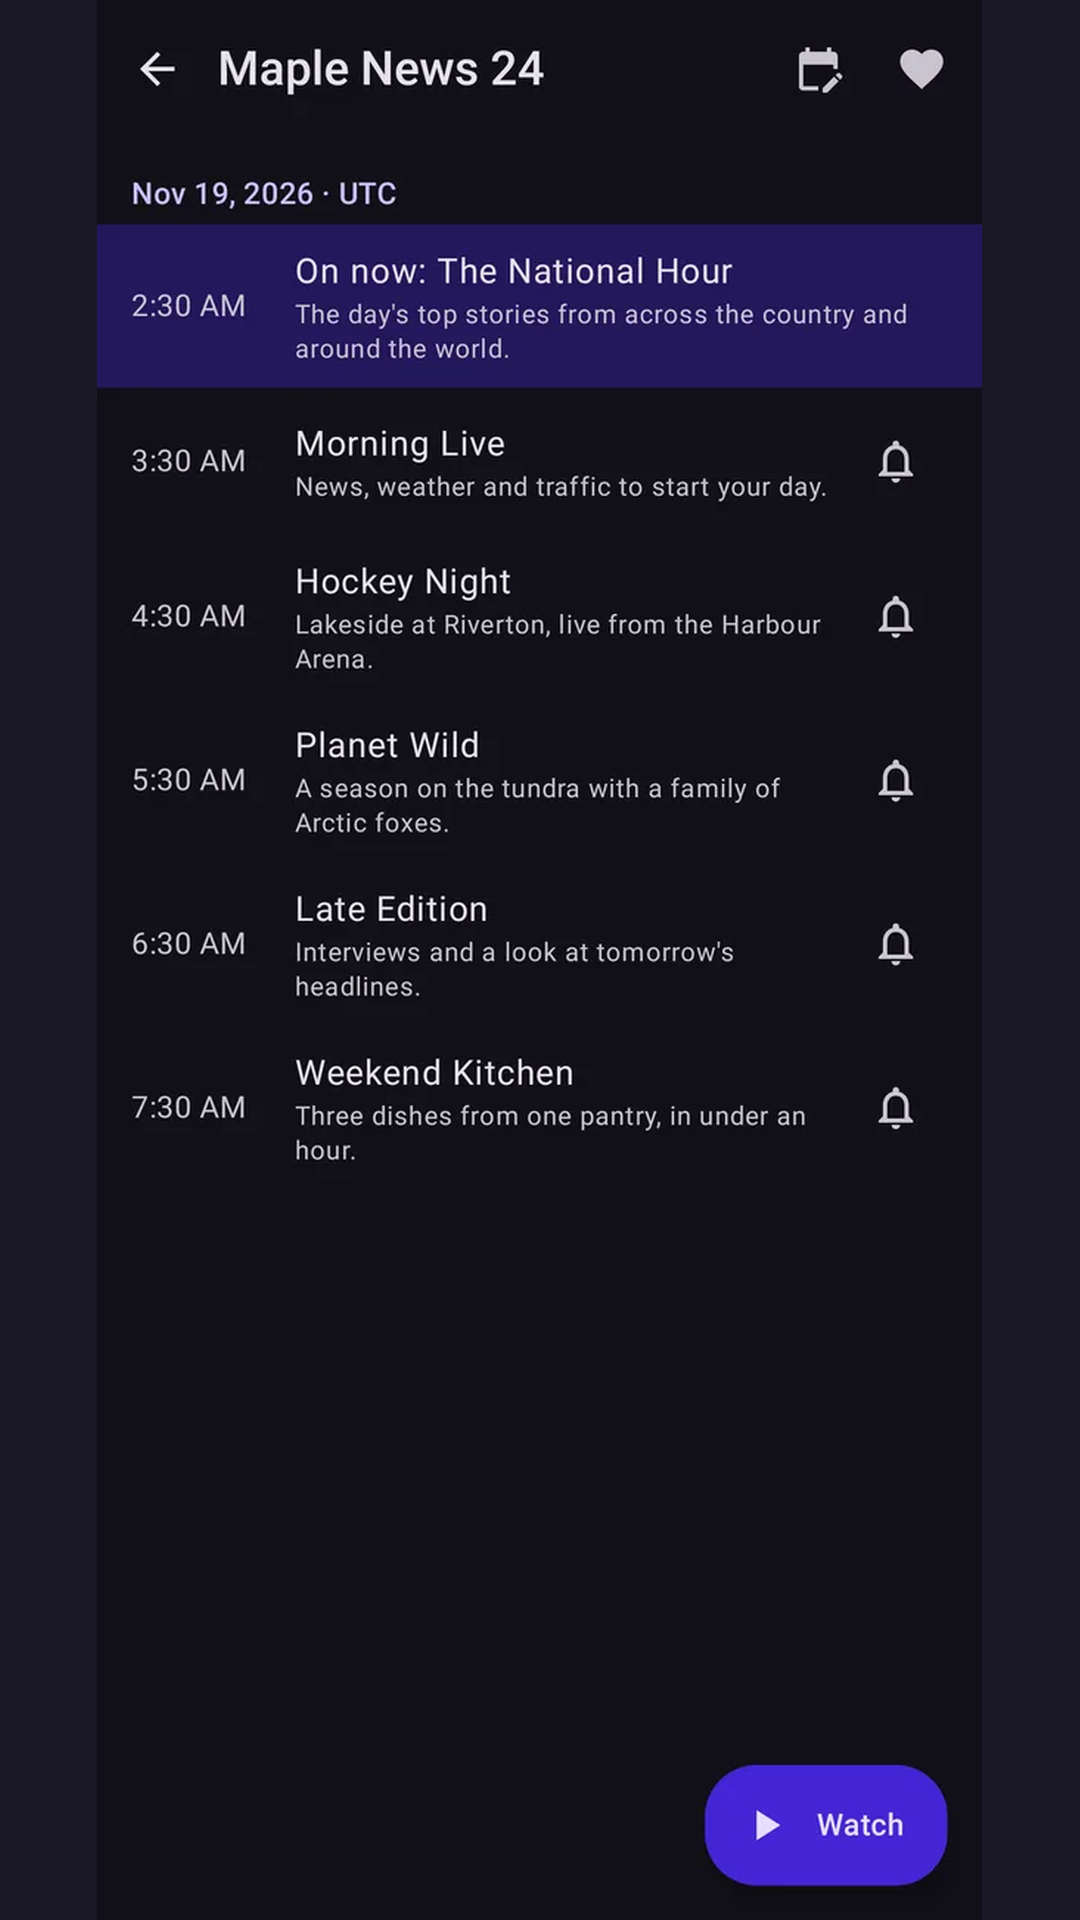 Maple News 24
Nov 19, 2026 · UTC
2:30 AM
On now: The National Hour
The day's top stories from across the country and
around the world.
3:30 AM
Morning Live
News, weather and traffic to start your day.
4:30 AM
Hockey Night
Lakeside at Riverton, live from the Harbour
Arena.
5:30 AM
Planet Wild
A season on the tundra with a family of
Arctic foxes.
6:30 AM
Late Edition
Interviews and a look at tomorrow's
headlines.
7:30 AM
Weekend Kitchen
Three dishes from one pantry, in under an
hour.
Watch